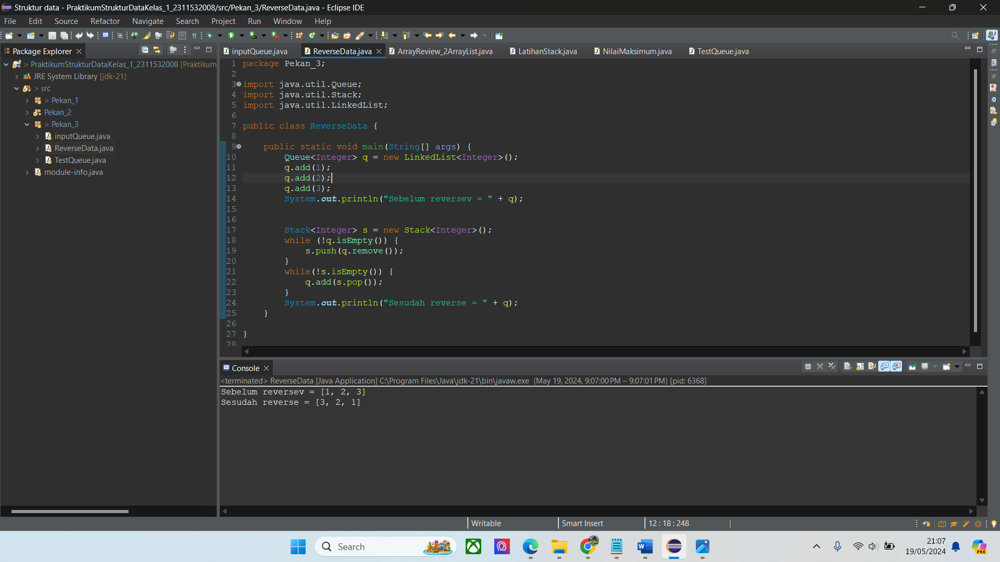 Struktur data - PraktikumStrukturDataKelas_1_2311532008/src/Pekan_3/ReverseData.java - Eclipse IDE
File Edit Source Refactor Navigate Search Project Run Window Help
Package Explorer
> PraktikumStrukturDataKelas_1_2311532008 [Praktikum
JRE System Library [jdk-21]
> src
> Pekan_1
Pekan_2
> Pekan_3
inputQueue.java
ReverseData.java
TestQueue.java
module-info.java
inputQueue.java ReverseData.java ArrayReview_2ArrayList.java LatihanStack.java NilaiMaksimum.java TestQueue.java
1 package Pekan_3;
2
3 import java.util.Queue;
4 import java.util.Stack;
5 import java.util.LinkedList;
6
7 public class ReverseData {
8
9 public static void main(String[] args) {
10 Queue<Integer> q = new LinkedList<Integer>();
11 q.add(1);
12 q.add(2);
13 q.add(3);
14 System.out.println("Sebelum reversev = " + q);
15
16
17 Stack<Integer> s = new Stack<Integer>();
18 while (!q.isEmpty()) {
19 s.push(q.remove());
20 }
21 while(!s.isEmpty()) {
22 q.add(s.pop());
23 }
24 System.out.println("Sesudah reverse = " + q);
25 }
26
27 }
28
Console
<terminated> ReverseData [Java Application] C:\Program Files\Java\jdk-21\bin\javaw.exe (May 19, 2024, 9:07:00 PM – 9:07:01 PM) [pid: 6368]
Sebelum reversev = [1, 2, 3]
Sesudah reverse = [3, 2, 1]
Writable Smart Insert 12 : 18 : 248
Search
21:07
19/05/2024
PRE